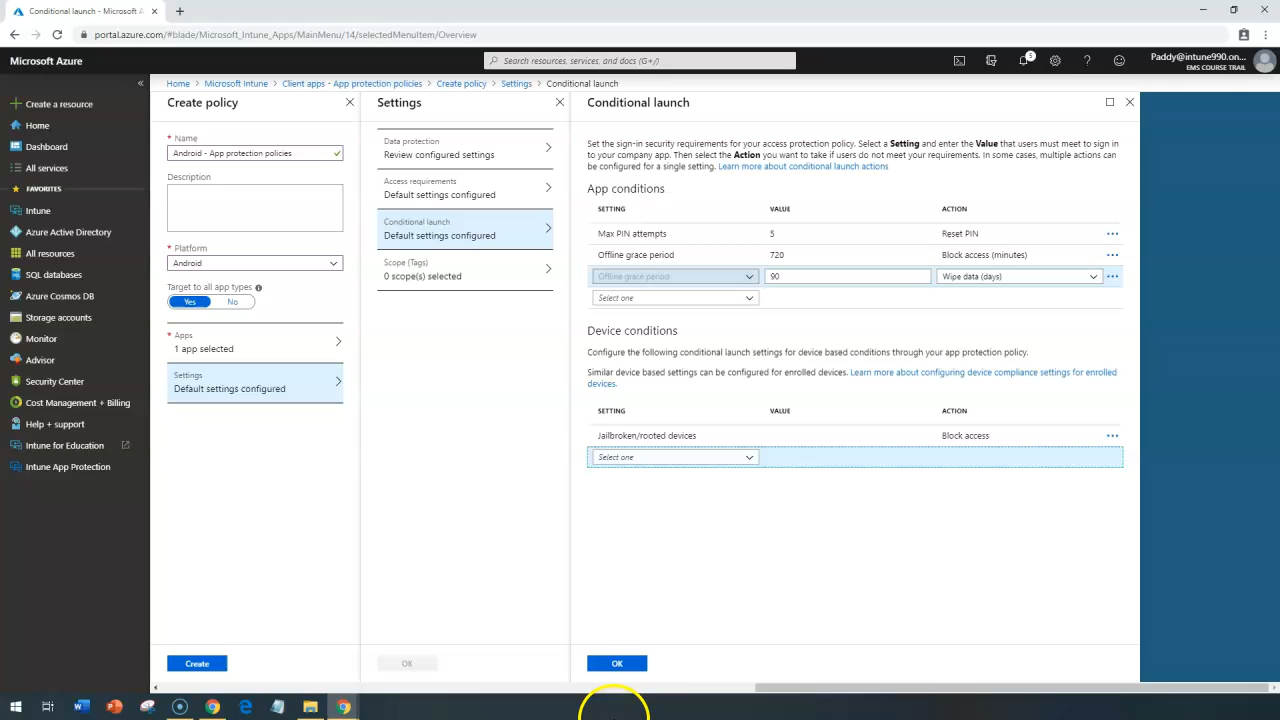 Conditional launch - Microsoft A
portal.azure.com/#blade/Microsoft_Intune_Apps/MainMenu/14/selectedMenuItem/Overview
Microsoft Azure
Search resources, services, and docs (G+/)
Paddy@intune990.on...
EMS COURSE TRAIL
Home > Microsoft Intune > Client apps - App protection policies > Create policy > Settings > Conditional launch
Create a resource
Home
Dashboard
All services
FAVORITES
Intune
Azure Active Directory
All resources
SQL databases
Azure Cosmos DB
Storage accounts
Monitor
Advisor
Security Center
Cost Management + Billing
Help + support
Intune for Education
Intune App Protection
Create policy
* Name
Android - App protection policies
Description
* Platform
Android
Target to all app types
Yes No
* Apps
1 app selected
Settings
Default settings configured
Create
Settings
Data protection
Review configured settings
Access requirements
Default settings configured
Conditional launch
Default settings configured
Scope (Tags)
0 scope(s) selected
OK
Conditional launch
Set the sign-in security requirements for your access protection policy. Select a Setting and enter the Value that users must meet to sign in
to your company app. Then select the Action you want to take if users do not meet your requirements. In some cases, multiple actions can
be configured for a single setting. Learn more about conditional launch actions
App conditions
SETTING VALUE ACTION
Max PIN attempts 5 Reset PIN
Offline grace period 720 Block access (minutes)
Offline grace period 90 Wipe data (days)
Select one
Device conditions
Configure the following conditional launch settings for device based conditions through your app protection policy.
Similar device based settings can be configured for enrolled devices. Learn more about configuring device compliance settings for enrolled
devices.
SETTING VALUE ACTION
Jailbroken/rooted devices Block access
Select one
OK